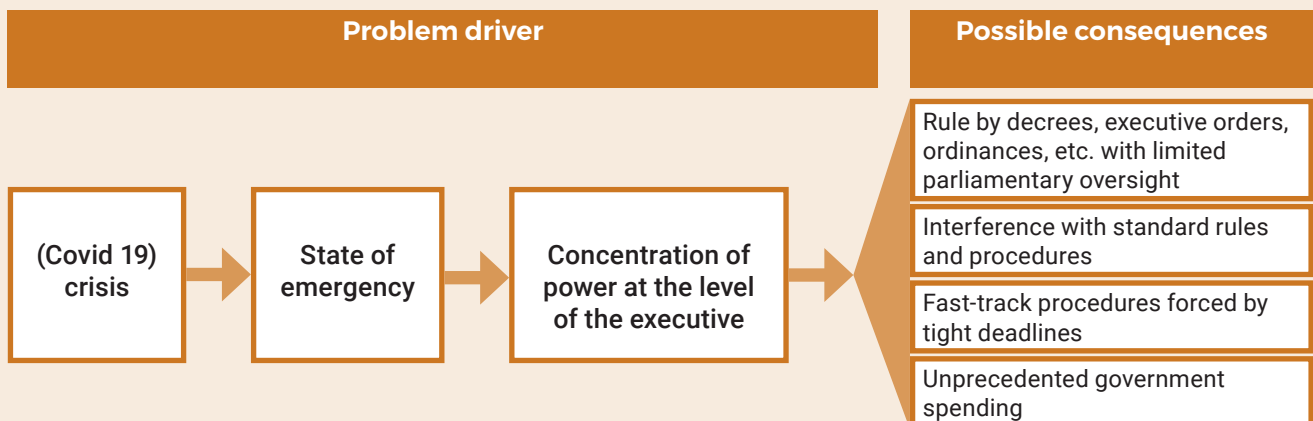 Problem driver
Possible consequences
(Covid 19)
crisis
State of
emergency
Concentration of
power at the level
of the executive
Rule by decrees, executive orders,
ordinances, etc. with limited
parliamentary oversight
Interference with standard rules
and procedures
Fast-track procedures forced by
tight deadlines
Unprecedented government
spending